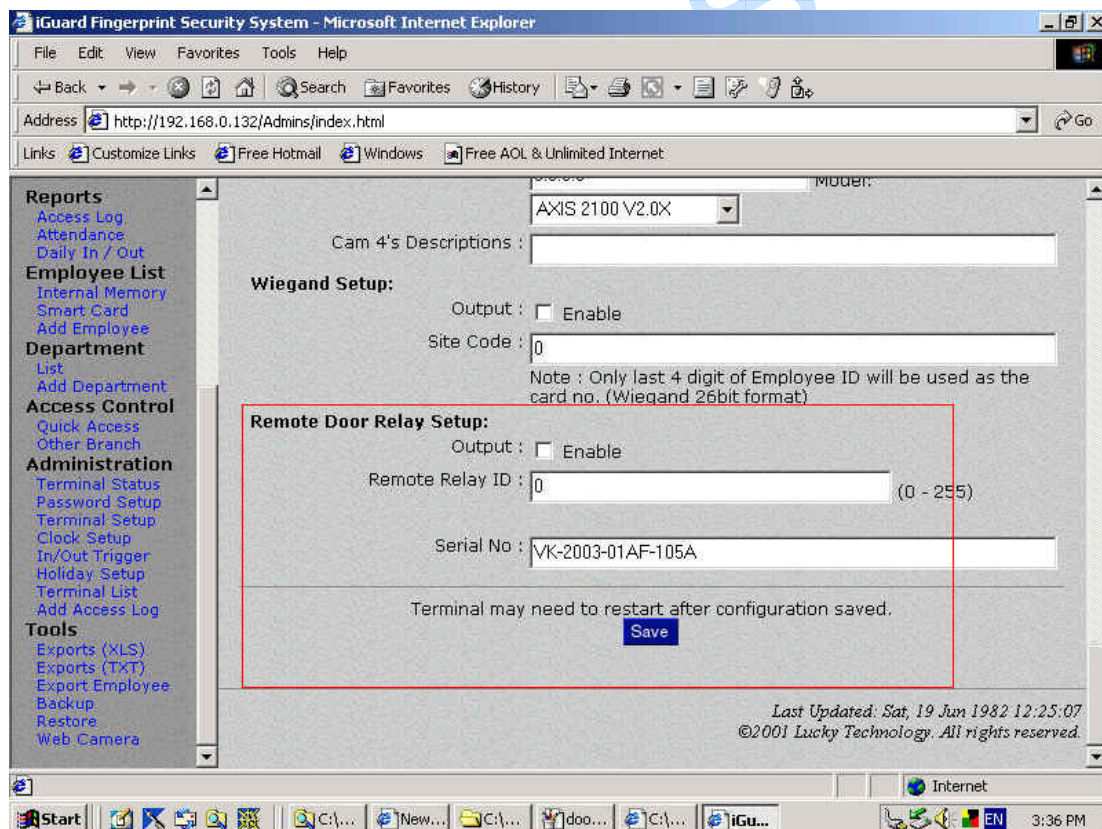 iGuard Fingerprint Security System - Microsoft Internet Explorer
File Edit View Favorites Tools Help
Back Search Favorites History
Address http://192.168.0.132/Admins/index.html Go
Links Customize Links Free Hotmail Windows Free AOL & Unlimited Internet
Reports
Access Log
Attendance
Daily In / Out
Employee List
Internal Memory
Smart Card
Add Employee
Department
List
Add Department
Access Control
Quick Access
Other Branch
Administration
Terminal Status
Password Setup
Terminal Setup
Clock Setup
In/Out Trigger
Holiday Setup
Terminal List
Add Access Log
Tools
Exports (XLS)
Exports (TXT)
Export Employee
Backup
Restore
Web Camera
Model:
AXIS 2100 V2.0X
Cam 4's Descriptions :
Wiegand Setup:
Output : Enable
Site Code : 0
Note : Only last 4 digit of Employee ID will be used as the
card no. (Wiegand 26bit format)
Remote Door Relay Setup:
Output : Enable
Remote Relay ID : 0 (0 - 255)
Serial No : VK-2003-01AF-105A
Terminal may need to restart after configuration saved.
Save
Last Updated: Sat, 19 Jun 1982 12:25:07
©2001 Lucky Technology. All rights reserved.
Internet
Start C:\... New... C:\... doo... C:\... iGu... EN 3:36 PM